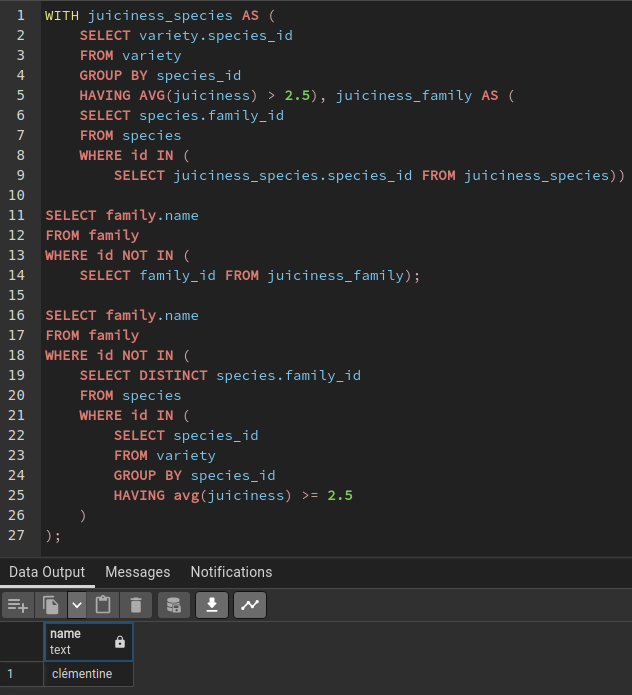 1 WITH juiciness_species AS (
2 SELECT variety.species_id
3 FROM variety
4 GROUP BY species_id
5 HAVING AVG(juiciness) > 2.5), juiciness_family AS (
6 SELECT species.family_id
7 FROM species
8 WHERE id IN (
9 SELECT juiciness_species.species_id FROM juiciness_species))
10
11 SELECT family.name
12 FROM family
13 WHERE id NOT IN (
14 SELECT family_id FROM juiciness_family);
15
16 SELECT family.name
17 FROM family
18 WHERE id NOT IN (
19 SELECT DISTINCT species.family_id
20 FROM species
21 WHERE id IN (
22 SELECT species_id
23 FROM variety
24 GROUP BY species_id
25 HAVING avg(juiciness) >= 2.5
26 )
27 );
Data Output Messages Notifications
name
text
1 clémentine